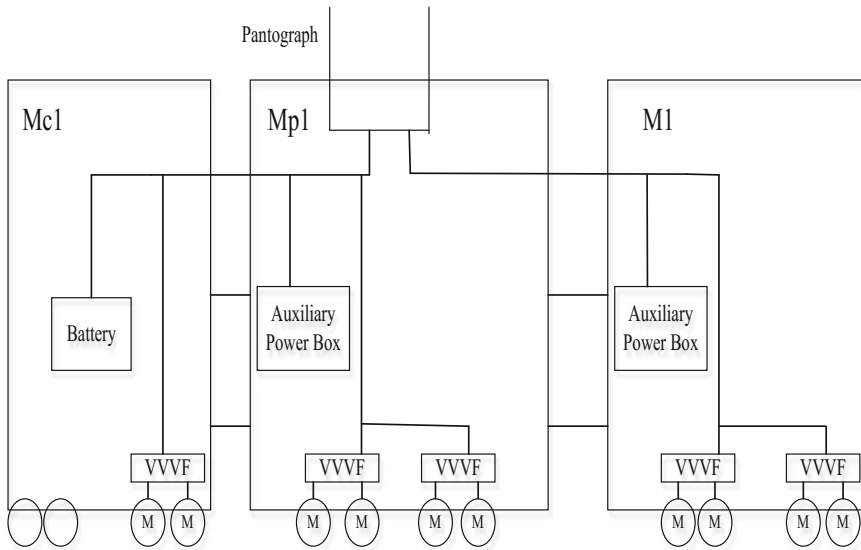 Pantograph
Mc1
Mp1
M1
Battery
Auxiliary
Power Box
Auxiliary
Power Box
VVVF
VVVF
VVVF
VVVF
VVVF
M M
M M
M M
M M
M M